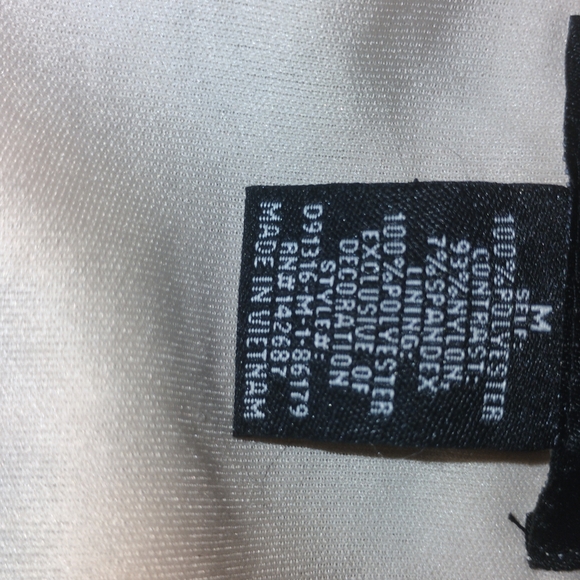 M
SELF:
100%POLYESTER
CONTRAST:
93%NYLON,
7%SPANDEX
LINING:
100%POLYESTER
EXCLUSIVE OF
DECORATION
STYLE#:
D91316-M-1-86179
RN#142687
MADE IN VIETNAM